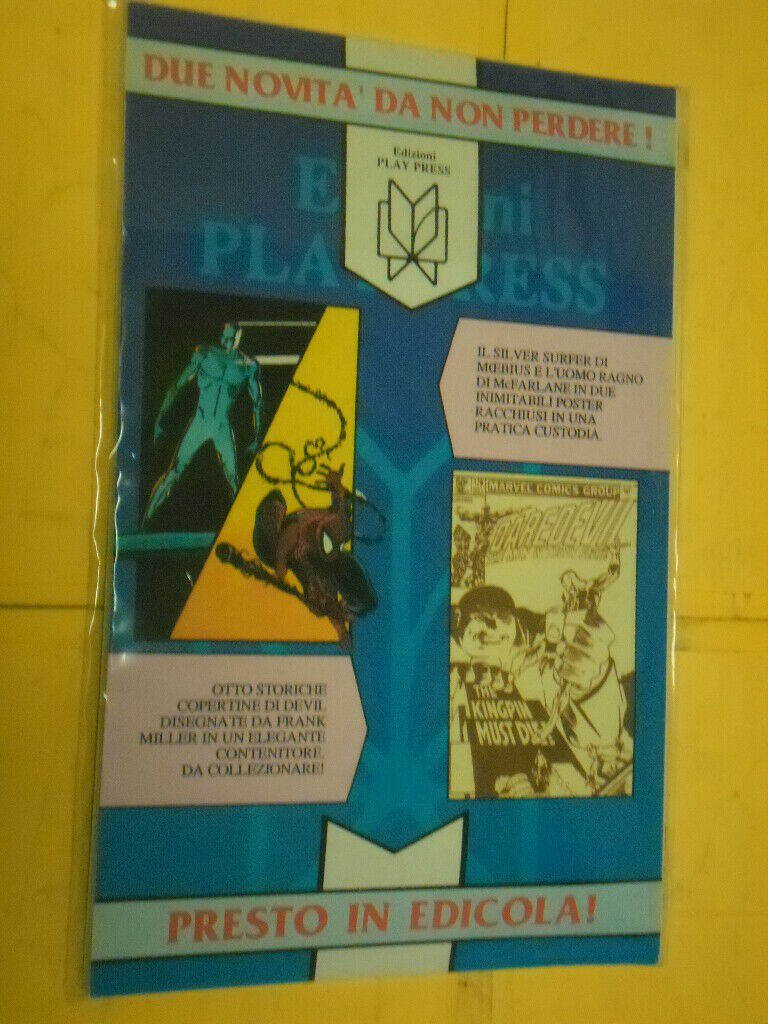 DUE NOVITA' DA NON PERDERE !
Edizioni
PLAY PRESS
IL SILVER SURFER DI
MŒBIUS E L'UOMO RAGNO
DI McFARLANE IN DUE
INIMITABILI POSTER
RACCHIUSI IN UNA
PRATICA CUSTODIA.
MARVEL COMICS GROUP
DAREDEVIL
THE
KINGPIN
MUST DIE!
OTTO STORICHE
COPERTINE DI DEVIL
DISEGNATE DA FRANK
MILLER IN UN ELEGANTE
CONTENITORE.
DA COLLEZIONARE!
PRESTO IN EDICOLA!